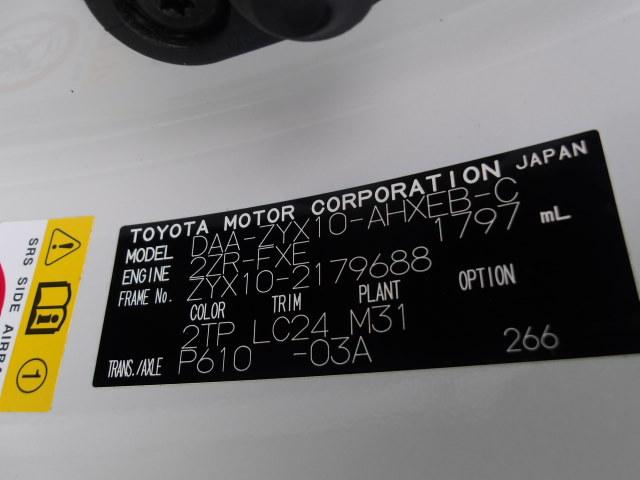 TOYOTA MOTOR CORPORATION JAPAN
MODEL DAA-ZYX10-AHXEB-C
ENGINE 2ZR-FXE 1797 mL
FRAME No. ZYX10-2179688
COLOR TRIM PLANT OPTION
2TP LC24 M31
TRANS./AXLE P610 -03A 266
SRS SIDE AIRBA
1